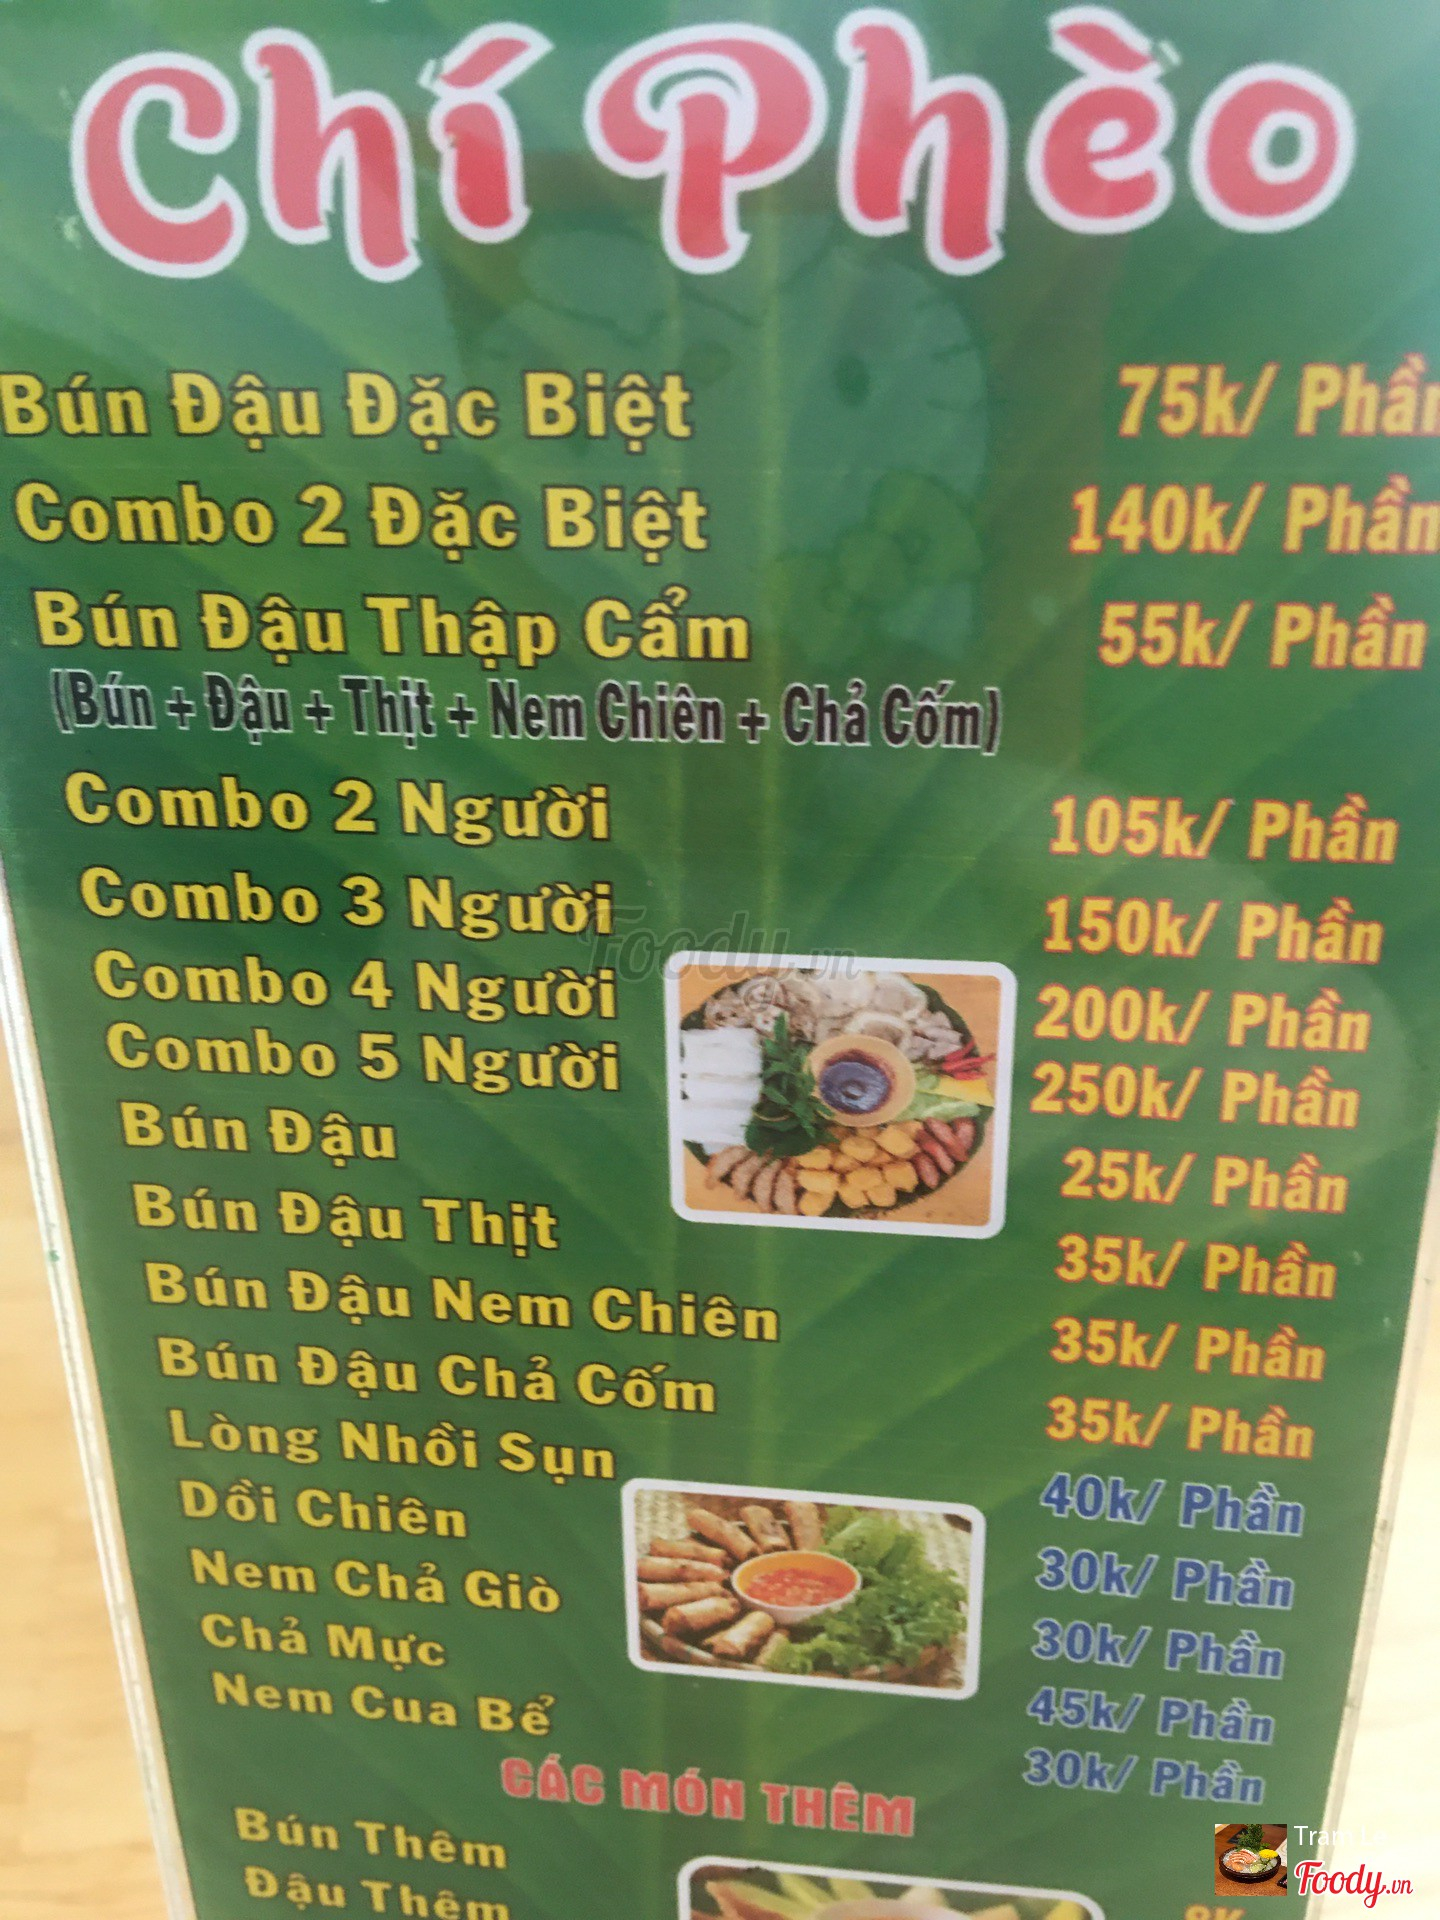 Chí Phèo
Bún Đậu Đặc Biệt 75k/ Phần
Combo 2 Đặc Biệt 140k/ Phần
Bún Đậu Thập Cẩm 55k/ Phần
(Bún + Đậu + Thịt + Nem Chiên + Chả Cốm)
Combo 2 Người 105k/ Phần
Combo 3 Người 150k/ Phần
Foody.vn
Combo 4 Người 200k/ Phần
Combo 5 Người 250k/ Phần
Bún Đậu 25k/ Phần
Bún Đậu Thịt 35k/ Phần
Bún Đậu Nem Chiên 35k/ Phần
Bún Đậu Chả Cốm 35k/ Phần
Lòng Nhồi Sụn 40k/ Phần
Dồi Chiên 30k/ Phần
Nem Chả Giò 30k/ Phần
Chả Mực 45k/ Phần
Nem Cua Bể 30k/ Phần
CÁC MÓN THÊM
Bún Thêm
Đậu Thêm 8K
Tram Le
Foody.vn